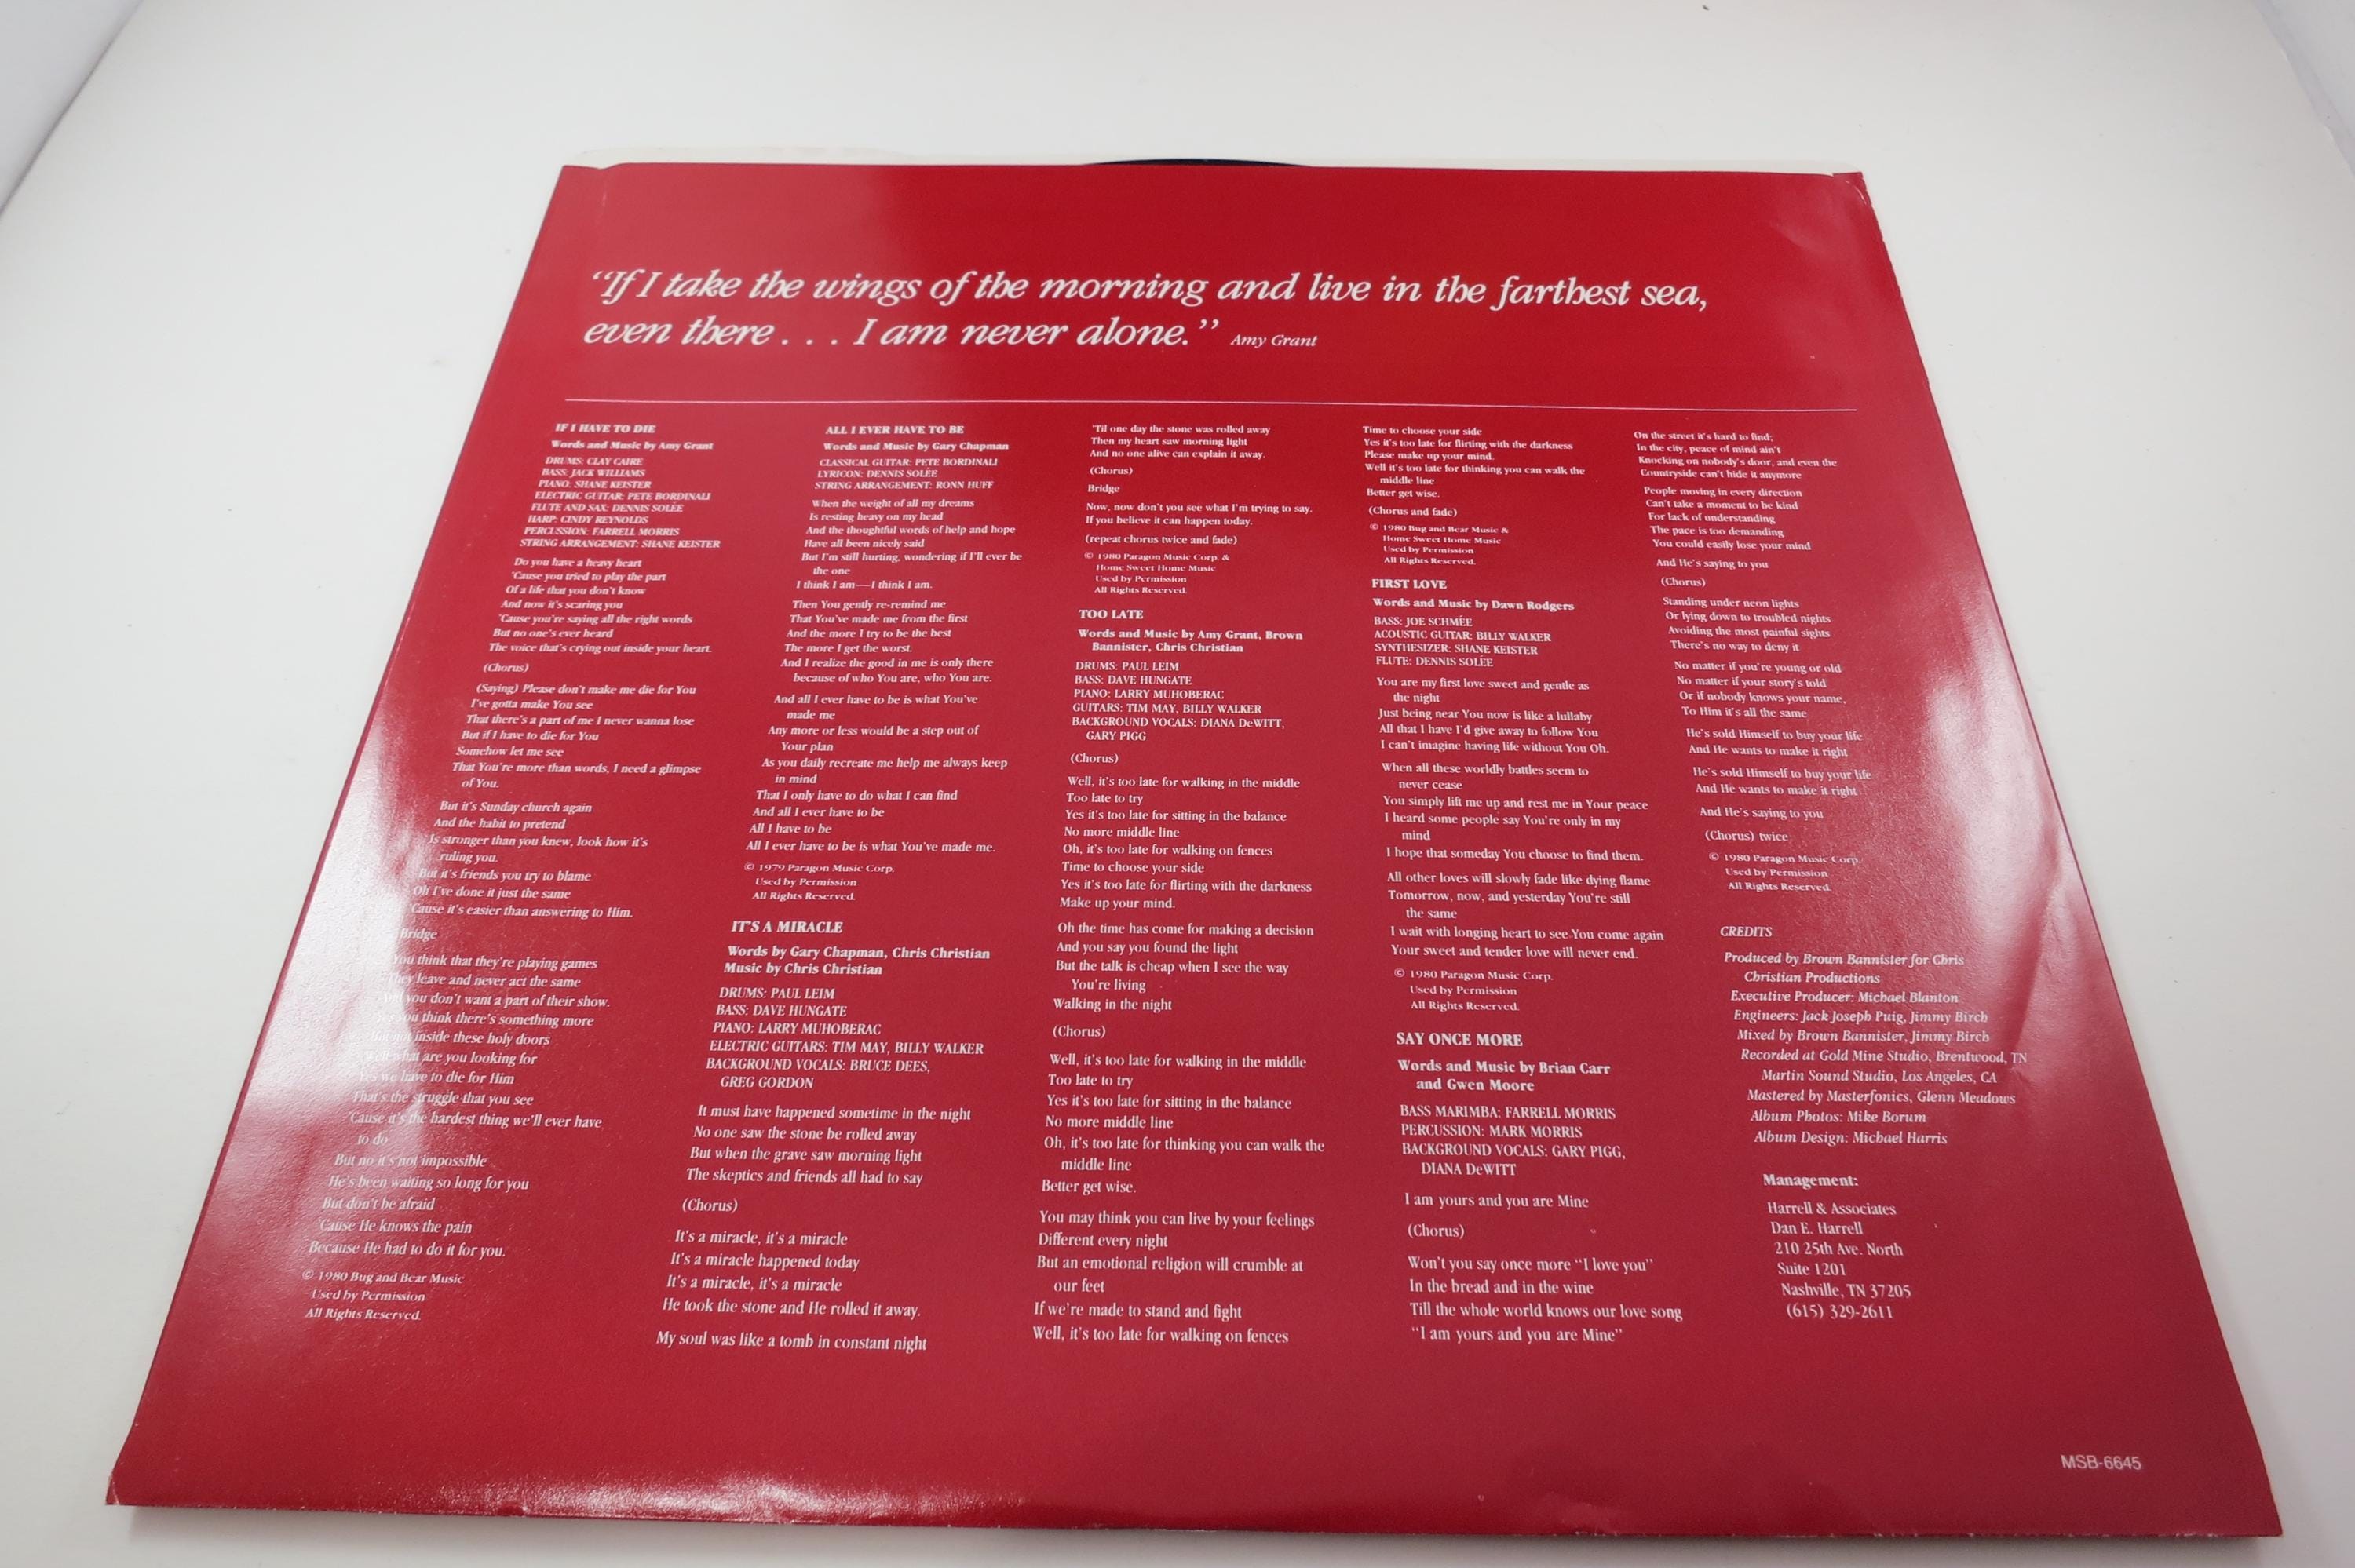 “If I take the wings of the morning and live in the farthest sea,
even there . . . I am never alone.” Amy Grant
IF I HAVE TO DIE
Words and Music by Amy Grant
DRUMS: CLAY CAIRE
BASS: JACK WILLIAMS
PIANO: SHANE KEISTER
ELECTRIC GUITAR: PETE BORDINALI
FLUTE AND SAX: DENNIS SOLEE
HARP: CINDY REYNOLDS
PERCUSSION: FARRELL MORRIS
STRING ARRANGEMENT: SHANE KEISTER
Do you have a heavy heart
'Cause you tried to play the part
Of a life that you don't know
And now it's scaring you
'Cause you're saying all the right words
But no one's ever heard
The voice that's crying out inside your heart.
(Chorus)
(Saying) Please don't make me die for You
I've gotta make You see
That there's a part of me I never wanna lose
But if I have to die for You
Somehow let me see
That You're more than words, I need a glimpse
of You.
But it's Sunday church again
And the habit to pretend
Is stronger than you knew, look how it's
ruling you.
But it's friends you try to blame
Oh I've done it just the same
'Cause it's easier than answering to Him.
Bridge
You think that they're playing games
They leave and never act the same
you don't want a part of their show.
you think there's something more
inside these holy doors
Well what are you looking for
have to die for Him
That's the struggle that you see
'Cause it's the hardest thing we'll ever have
to do
But no it's not impossible
He's been waiting so long for you
But don't be afraid
'Cause He knows the pain
Because He had to do it for you.
© 1980 Bug and Bear Music
Used by Permission
All Rights Reserved.
ALL I EVER HAVE TO BE
Words and Music by Gary Chapman
CLASSICAL GUITAR: PETE BORDINALI
LYRICON: DENNIS SOLEE
STRING ARRANGEMENT: RONN HUFF
When the weight of all my dreams
Is resting heavy on my head
And the thoughtful words of help and hope
Have all been nicely said
But I'm still hurting, wondering if I'll ever be
the one
I think I am—I think I am.
Then You gently re-remind me
That You've made me from the first
And the more I try to be the best
The more I get the worst.
And I realize the good in me is only there
because of who You are, who You are.
And all I ever have to be is what You've
made me
Any more or less would be a step out of
Your plan
As you daily recreate me help me always keep
in mind
That I only have to do what I can find
And all I ever have to be
All I have to be
All I ever have to be is what You've made me.
© 1979 Paragon Music Corp.
Used by Permission
All Rights Reserved.
IT'S A MIRACLE
Words by Gary Chapman, Chris Christian
Music by Chris Christian
DRUMS: PAUL LEIM
BASS: DAVE HUNGATE
PIANO: LARRY MUHOBERAC
ELECTRIC GUITARS: TIM MAY, BILLY WALKER
BACKGROUND VOCALS: BRUCE DEES,
GREG GORDON
It must have happened sometime in the night
No one saw the stone be rolled away
But when the grave saw morning light
The skeptics and friends all had to say
(Chorus)
It's a miracle, it's a miracle
It's a miracle happened today
It's a miracle, it's a miracle
He took the stone and He rolled it away.
My soul was like a tomb in constant night
'Til one day the stone was rolled away
Then my heart saw morning light
And no one alive can explain it away.
(Chorus)
Bridge
Now, now don't you see what I'm trying to say.
If you believe it can happen today.
(repeat chorus twice and fade)
© 1980 Paragon Music Corp. &
Home Sweet Home Music
Used by Permission
All Rights Reserved.
TOO LATE
Words and Music by Amy Grant, Brown
Bannister, Chris Christian
DRUMS: PAUL LEIM
BASS: DAVE HUNGATE
PIANO: LARRY MUHOBERAC
GUITARS: TIM MAY, BILLY WALKER
BACKGROUND VOCALS: DIANA DeWITT,
GARY PIGG
(Chorus)
Well, it's too late for walking in the middle
Too late to try
Yes it's too late for sitting in the balance
No more middle line
Oh, it's too late for walking on fences
Time to choose your side
Yes it's too late for flirting with the darkness
Make up your mind.
Oh the time has come for making a decision
And you say you found the light
But the talk is cheap when I see the way
You're living
Walking in the night
(Chorus)
Well, it's too late for walking in the middle
Too late to try
Yes it's too late for sitting in the balance
No more middle line
Oh, it's too late for thinking you can walk the
middle line
Better get wise.
You may think you can live by your feelings
Different every night
But an emotional religion will crumble at
our feet
If we're made to stand and fight
Well, it's too late for walking on fences
Time to choose your side
Yes it's too late for flirting with the darkness
Please make up your mind.
Well it's too late for thinking you can walk the
middle line
Better get wise.
(Chorus and fade)
© 1980 Bug and Bear Music &
Home Sweet Home Music
Used by Permission
All Rights Reserved.
FIRST LOVE
Words and Music by Dawn Rodgers
BASS: JOE SCHMEE
ACOUSTIC GUITAR: BILLY WALKER
SYNTHESIZER: SHANE KEISTER
FLUTE: DENNIS SOLEE
You are my first love sweet and gentle as
the night
Just being near You now is like a lullaby
All that I have I'd give away to follow You
I can't imagine having life without You Oh.
When all these worldly battles seem to
never cease
You simply lift me up and rest me in Your peace
I heard some people say You're only in my
mind
I hope that someday You choose to find them.
All other loves will slowly fade like dying flame
Tomorrow, now, and yesterday You're still
the same
I wait with longing heart to see You come again
Your sweet and tender love will never end.
© 1980 Paragon Music Corp.
Used by Permission
All Rights Reserved.
SAY ONCE MORE
Words and Music by Brian Carr
and Gwen Moore
BASS MARIMBA: FARRELL MORRIS
PERCUSSION: MARK MORRIS
BACKGROUND VOCALS: GARY PIGG,
DIANA DeWITT
I am yours and you are Mine
(Chorus)
Won't you say once more “I love you”
In the bread and in the wine
Till the whole world knows our love song
“I am yours and you are Mine”
On the street it's hard to find;
In the city, peace of mind ain't
Knocking on nobody's door, and even the
Countryside can't hide it anymore
People moving in every direction
Can't take a moment to be kind
For lack of understanding
The pace is too demanding
You could easily lose your mind
And He's saying to you
(Chorus)
Standing under neon lights
Or lying down to troubled nights
Avoiding the most painful sights
There's no way to deny it
No matter if you're young or old
No matter if your story's told
Or if nobody knows your name,
To Him it's all the same
He's sold Himself to buy your life
And He wants to make it right
He's sold Himself to buy your life
And He wants to make it right
And He's saying to you
(Chorus) twice
© 1980 Paragon Music Corp.
Used by Permission
All Rights Reserved.
CREDITS
Produced by Brown Bannister for Chris
Christian Productions
Executive Producer: Michael Blanton
Engineers: Jack Joseph Puig, Jimmy Birch
Mixed by Brown Bannister, Jimmy Birch
Recorded at Gold Mine Studio, Brentwood, TN
Martin Sound Studio, Los Angeles, CA
Mastered by Masterfonics, Glenn Meadows
Album Photos: Mike Borum
Album Design: Michael Harris
Management:
Harrell & Associates
Dan E. Harrell
210 25th Ave. North
Suite 1201
Nashville, TN 37205
(615) 329-2611
MSB-6645